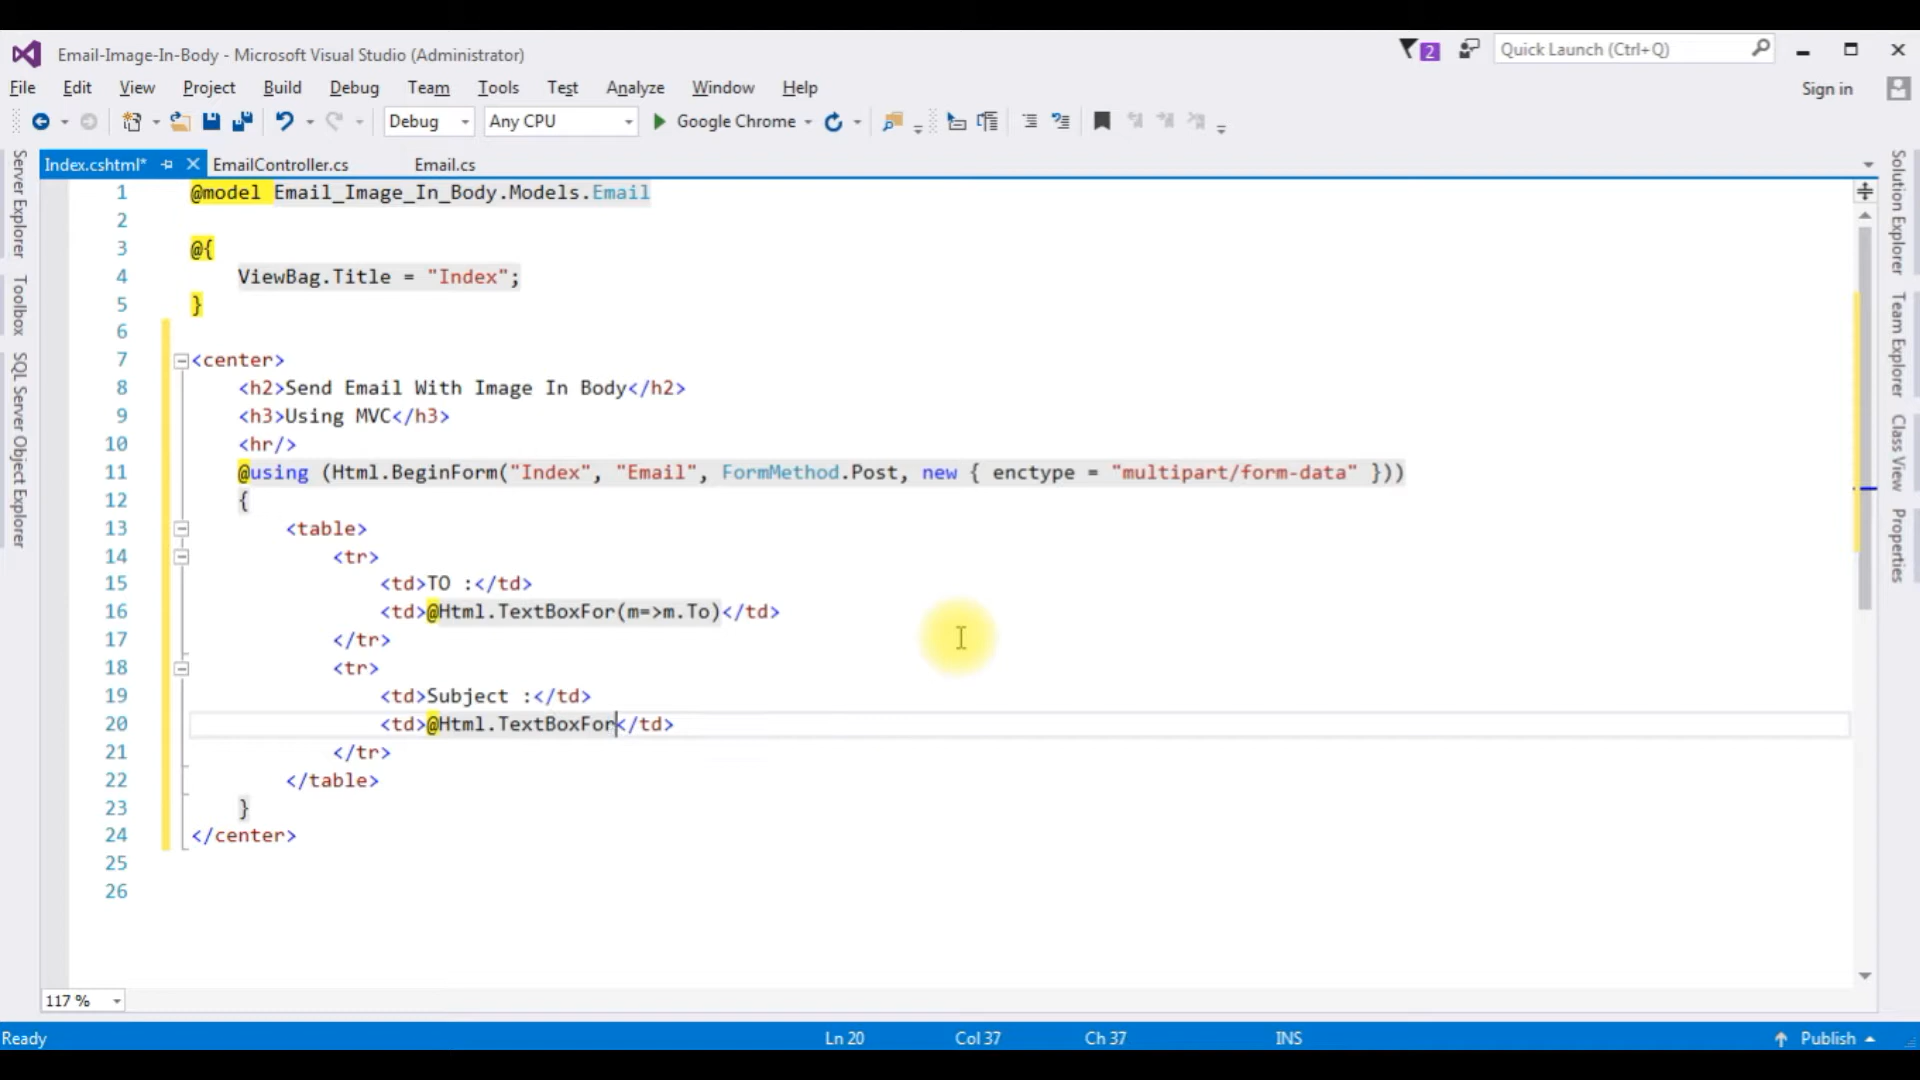 Email-Image-In-Body - Microsoft Visual Studio (Administrator)
2
Quick Launch (Ctrl+Q)
File Edit View Project Build Debug Team Tools Test Analyze Window Help
Sign in
Debug Any CPU Google Chrome
Index.cshtml* EmailController.cs Email.cs
Server Explorer
Toolbox
SQL Server Object Explorer
1 @model Email_Image_In_Body.Models.Email
2
3 @{
4 ViewBag.Title = "Index";
5 }
6
7 <center>
8 <h2>Send Email With Image In Body</h2>
9 <h3>Using MVC</h3>
10 <hr/>
11 @using (Html.BeginForm("Index", "Email", FormMethod.Post, new { enctype = "multipart/form-data" }))
12 {
13 <table>
14 <tr>
15 <td>TO :</td>
16 <td>@Html.TextBoxFor(m=>m.To)</td>
17 </tr>
18 <tr>
19 <td>Subject :</td>
20 <td>@Html.TextBoxFor</td>
21 </tr>
22 </table>
23 }
24 </center>
25
26
Solution Explorer
Team Explorer
Class View
Properties
117 %
Ready Ln 20 Col 37 Ch 37 INS Publish